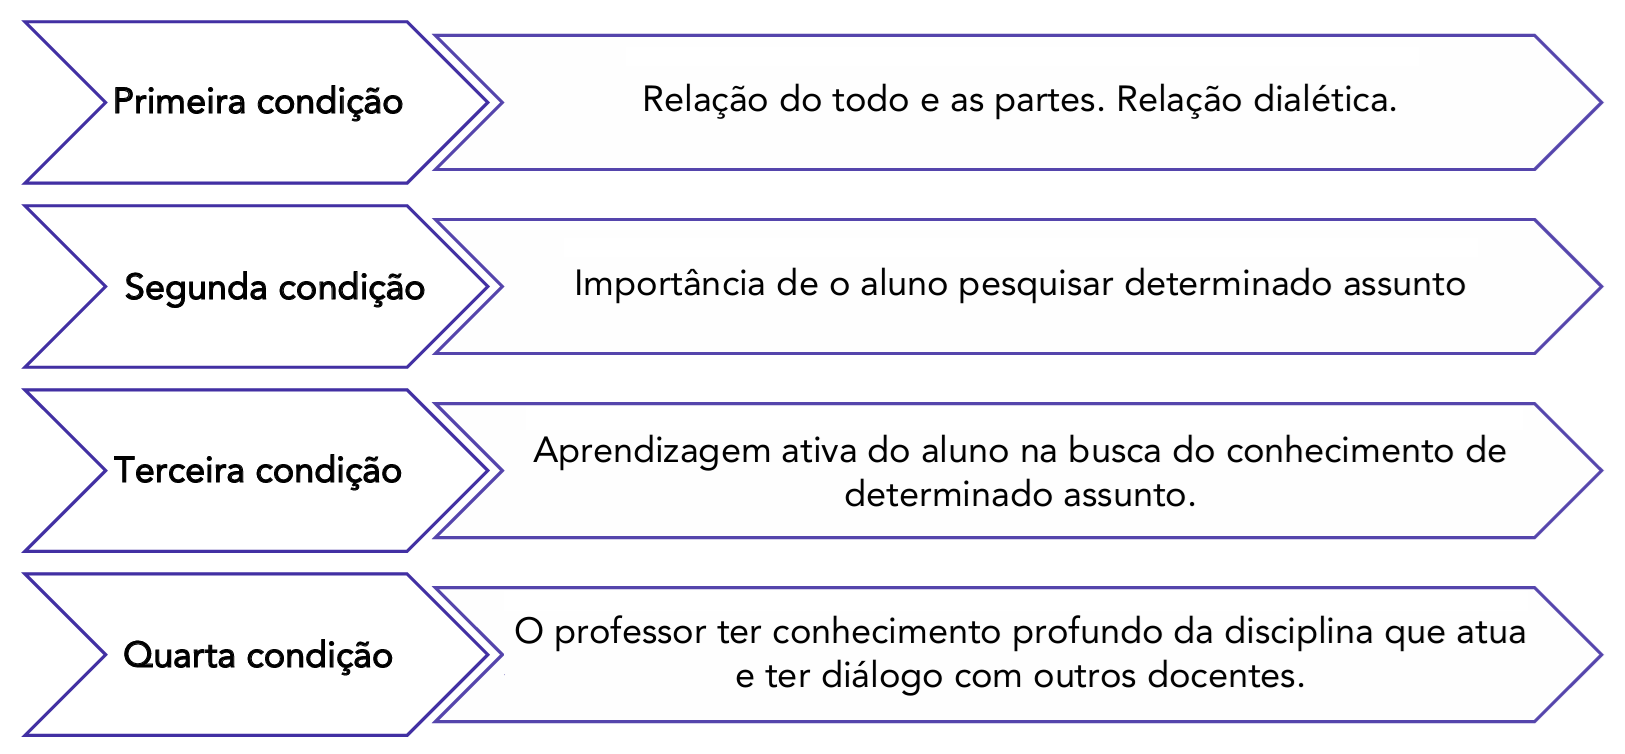 Primeira condição
Relação do todo e as partes. Relação dialética.
Segunda condição
Importância de o aluno pesquisar determinado assunto
Terceira condição
Aprendizagem ativa do aluno na busca do conhecimento de
determinado assunto.
Quarta condição
O professor ter conhecimento profundo da disciplina que atua
e ter diálogo com outros docentes.